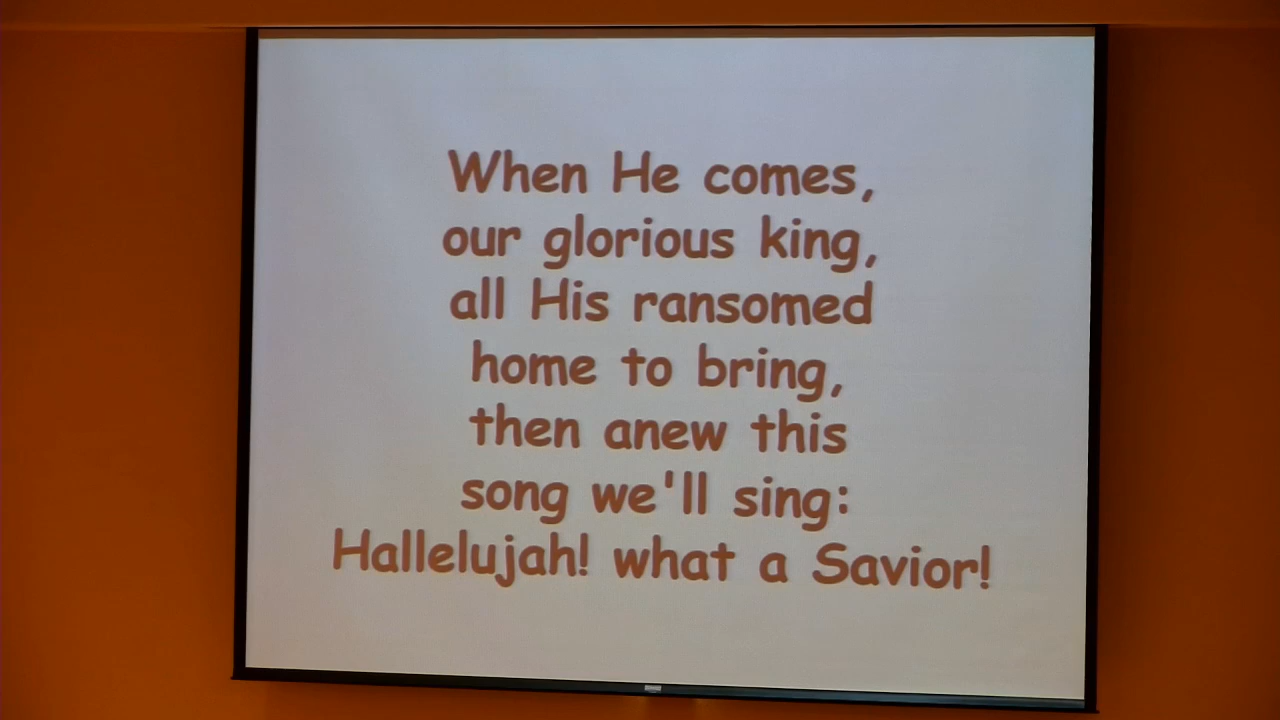 When He comes,
our glorious king,
all His ransomed
home to bring,
then anew this
song we'll sing:
Hallelujah! what a Savior!